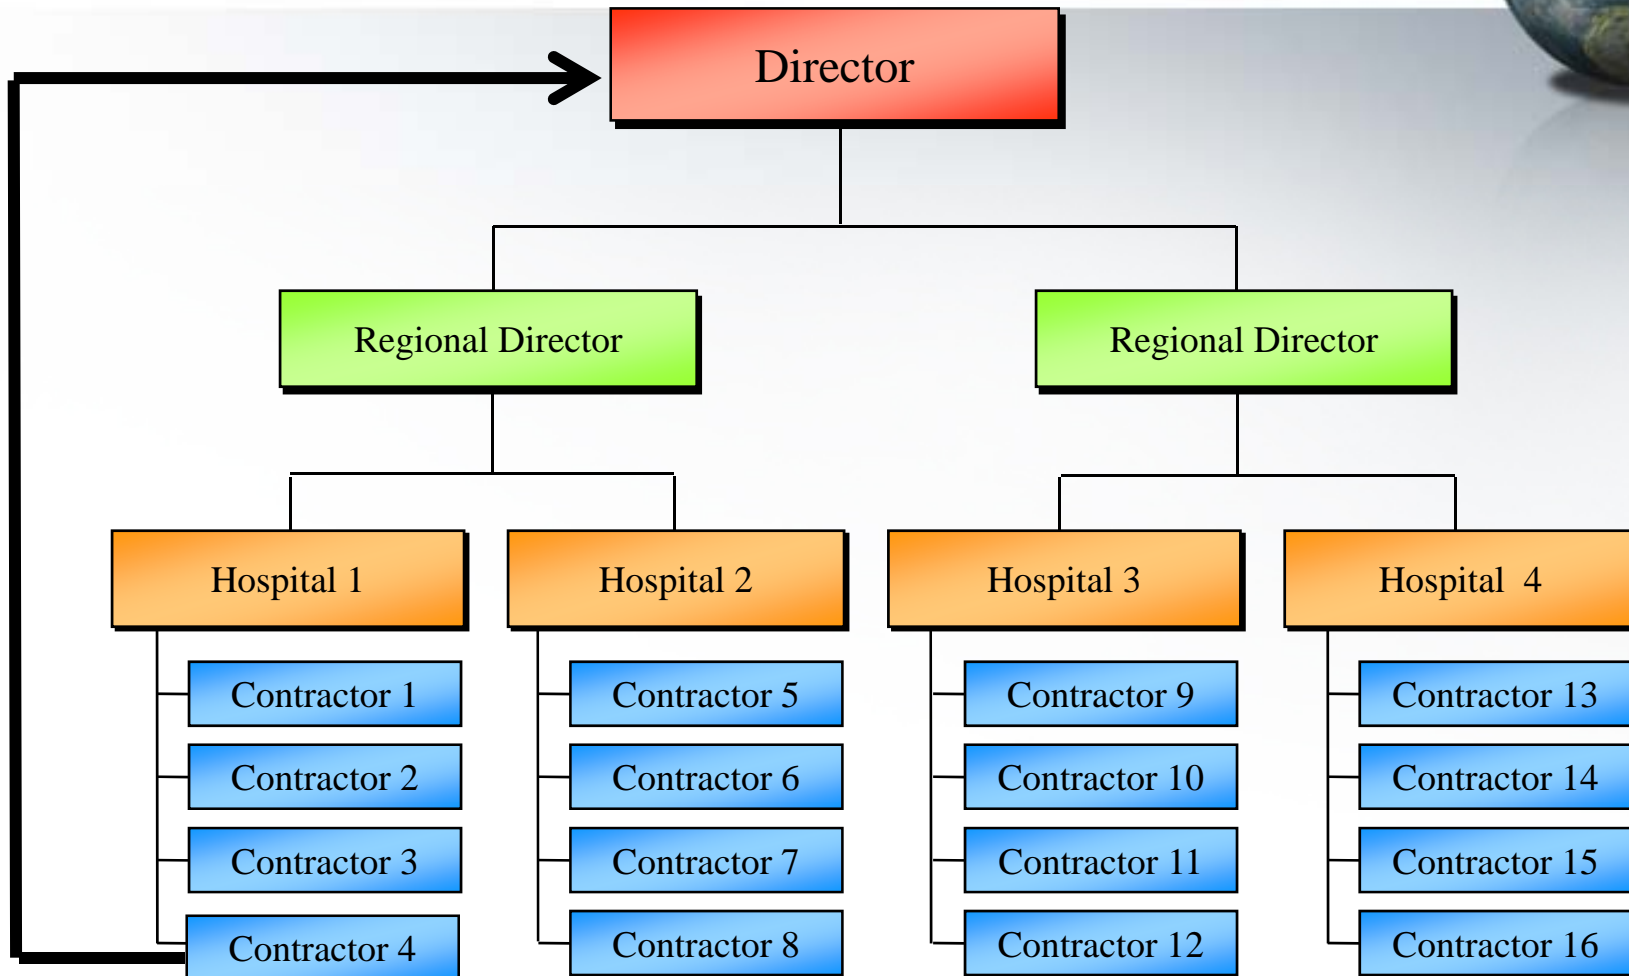 Director
Regional Director
Regional Director
Hospital 1
Hospital 2
Hospital 3
Hospital  4
Contractor 1
Contractor 5
Contractor 9
Contractor 13
Contractor 2
Contractor 6
Contractor 10
Contractor 14
Contractor 3
Contractor 7
Contractor 11
Contractor 15
Contractor 4
Contractor 8
Contractor 12
Contractor 16